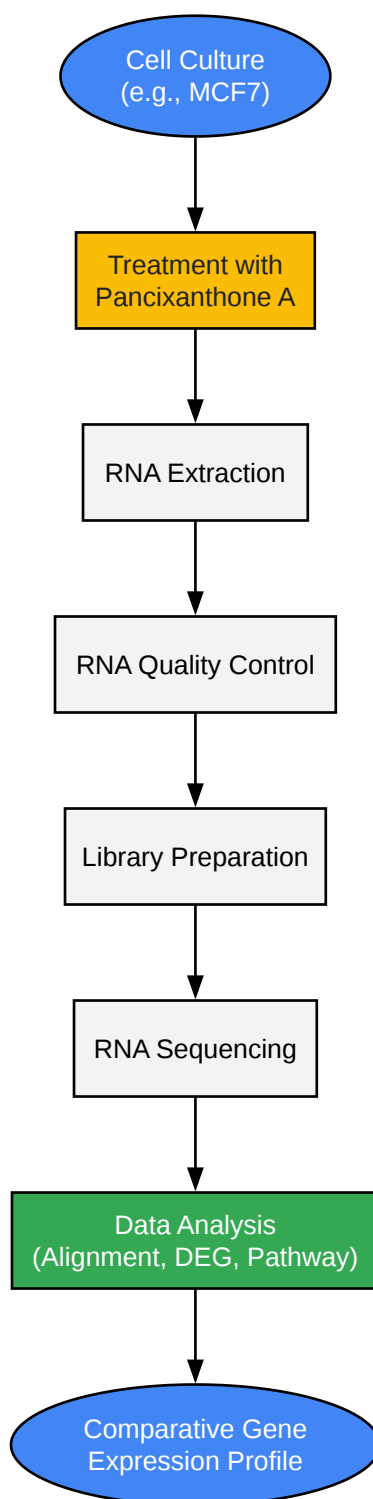 Cell Culture
(e.g., MCF7)
Treatment with
Pancixanthone A
RNA Extraction
RNA Quality Control
Library Preparation
RNA Sequencing
Data Analysis
(Alignment, DEG, Pathway)
Comparative Gene
Expression Profile